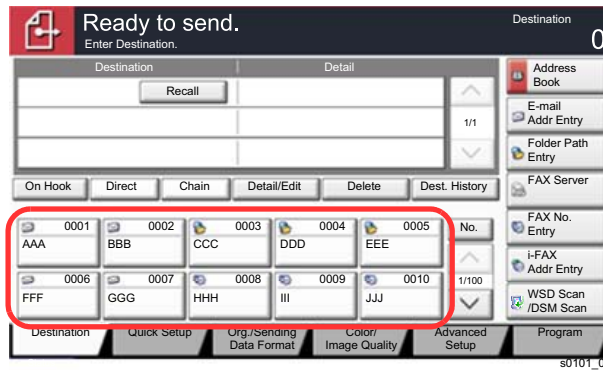 Ready to send.
Destination
Enter Destination.
0
Destination
Detail
Address
Book
Recall
E-mail
Addr Entry
1/1
Folder Path
Entry
On Hook
Direct
Chain
Detail/Edit
Delete
Dest. History
FAX Server
0001
AAA
0002
BBB
0003
CCC
0004
DDD
0005
EEE
No.
FAX No.
Entry
0006
FFF
0007
GGG
0008
HHH
0009
III
0010
JJJ
1/100
i-FAX
Addr Entry
WSD Scan
/DSM Scan
Destination
Quick Setup
Org./Sending
Data Format
Color/
Image Quality
Advanced
Setup
Program
s0101_0